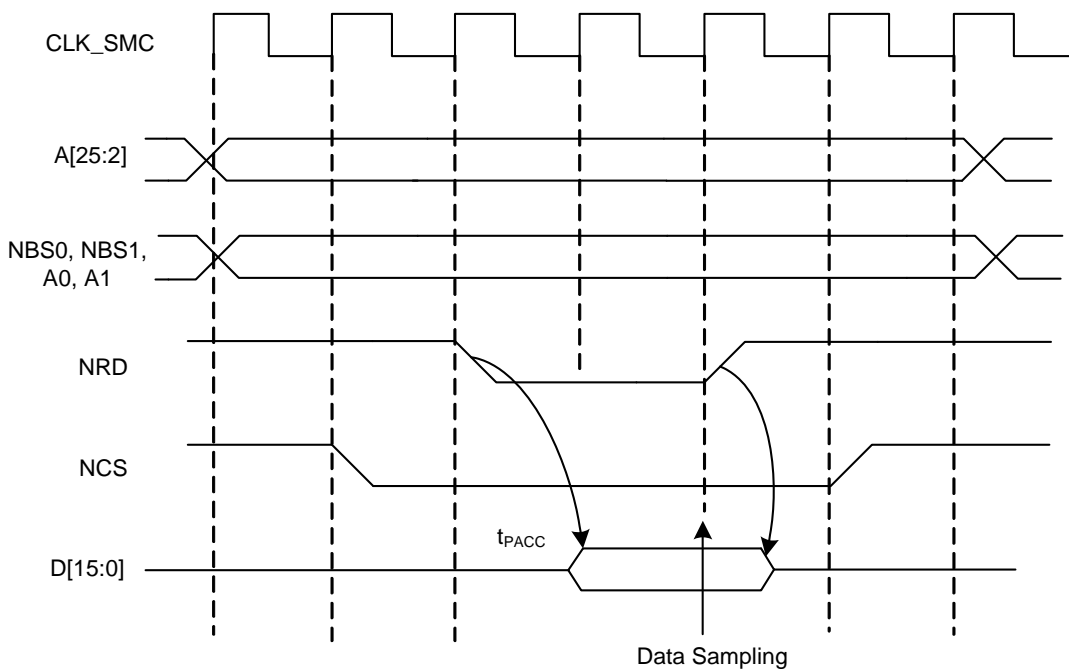 CLK_SMC
A[25:2]
NBS0, NBS1,
A0, A1
NRD
NCS
tPACC
D[15:0]
Data Sampling